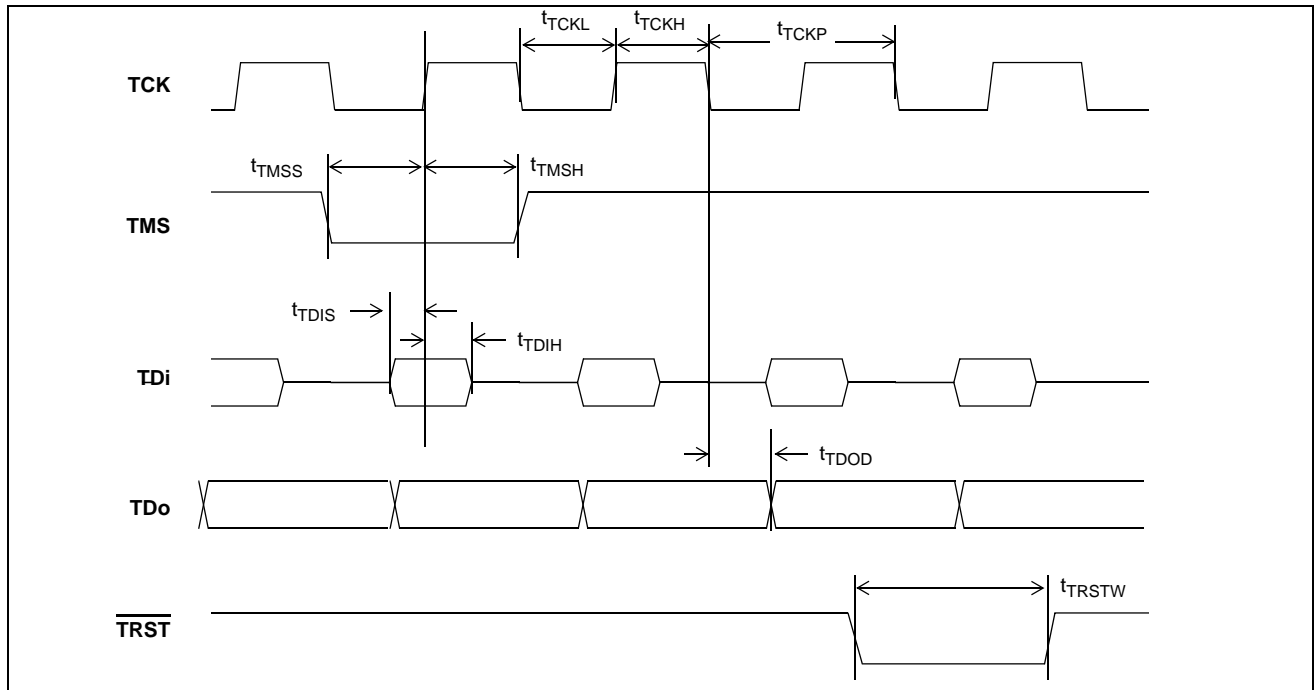 tTCKL tTCKH tTCKP
TCK
tTMSS tTMSH
TMS
tTDIS tTDIH
TDi
tTDOD
TDo
tTRSTW
TRST